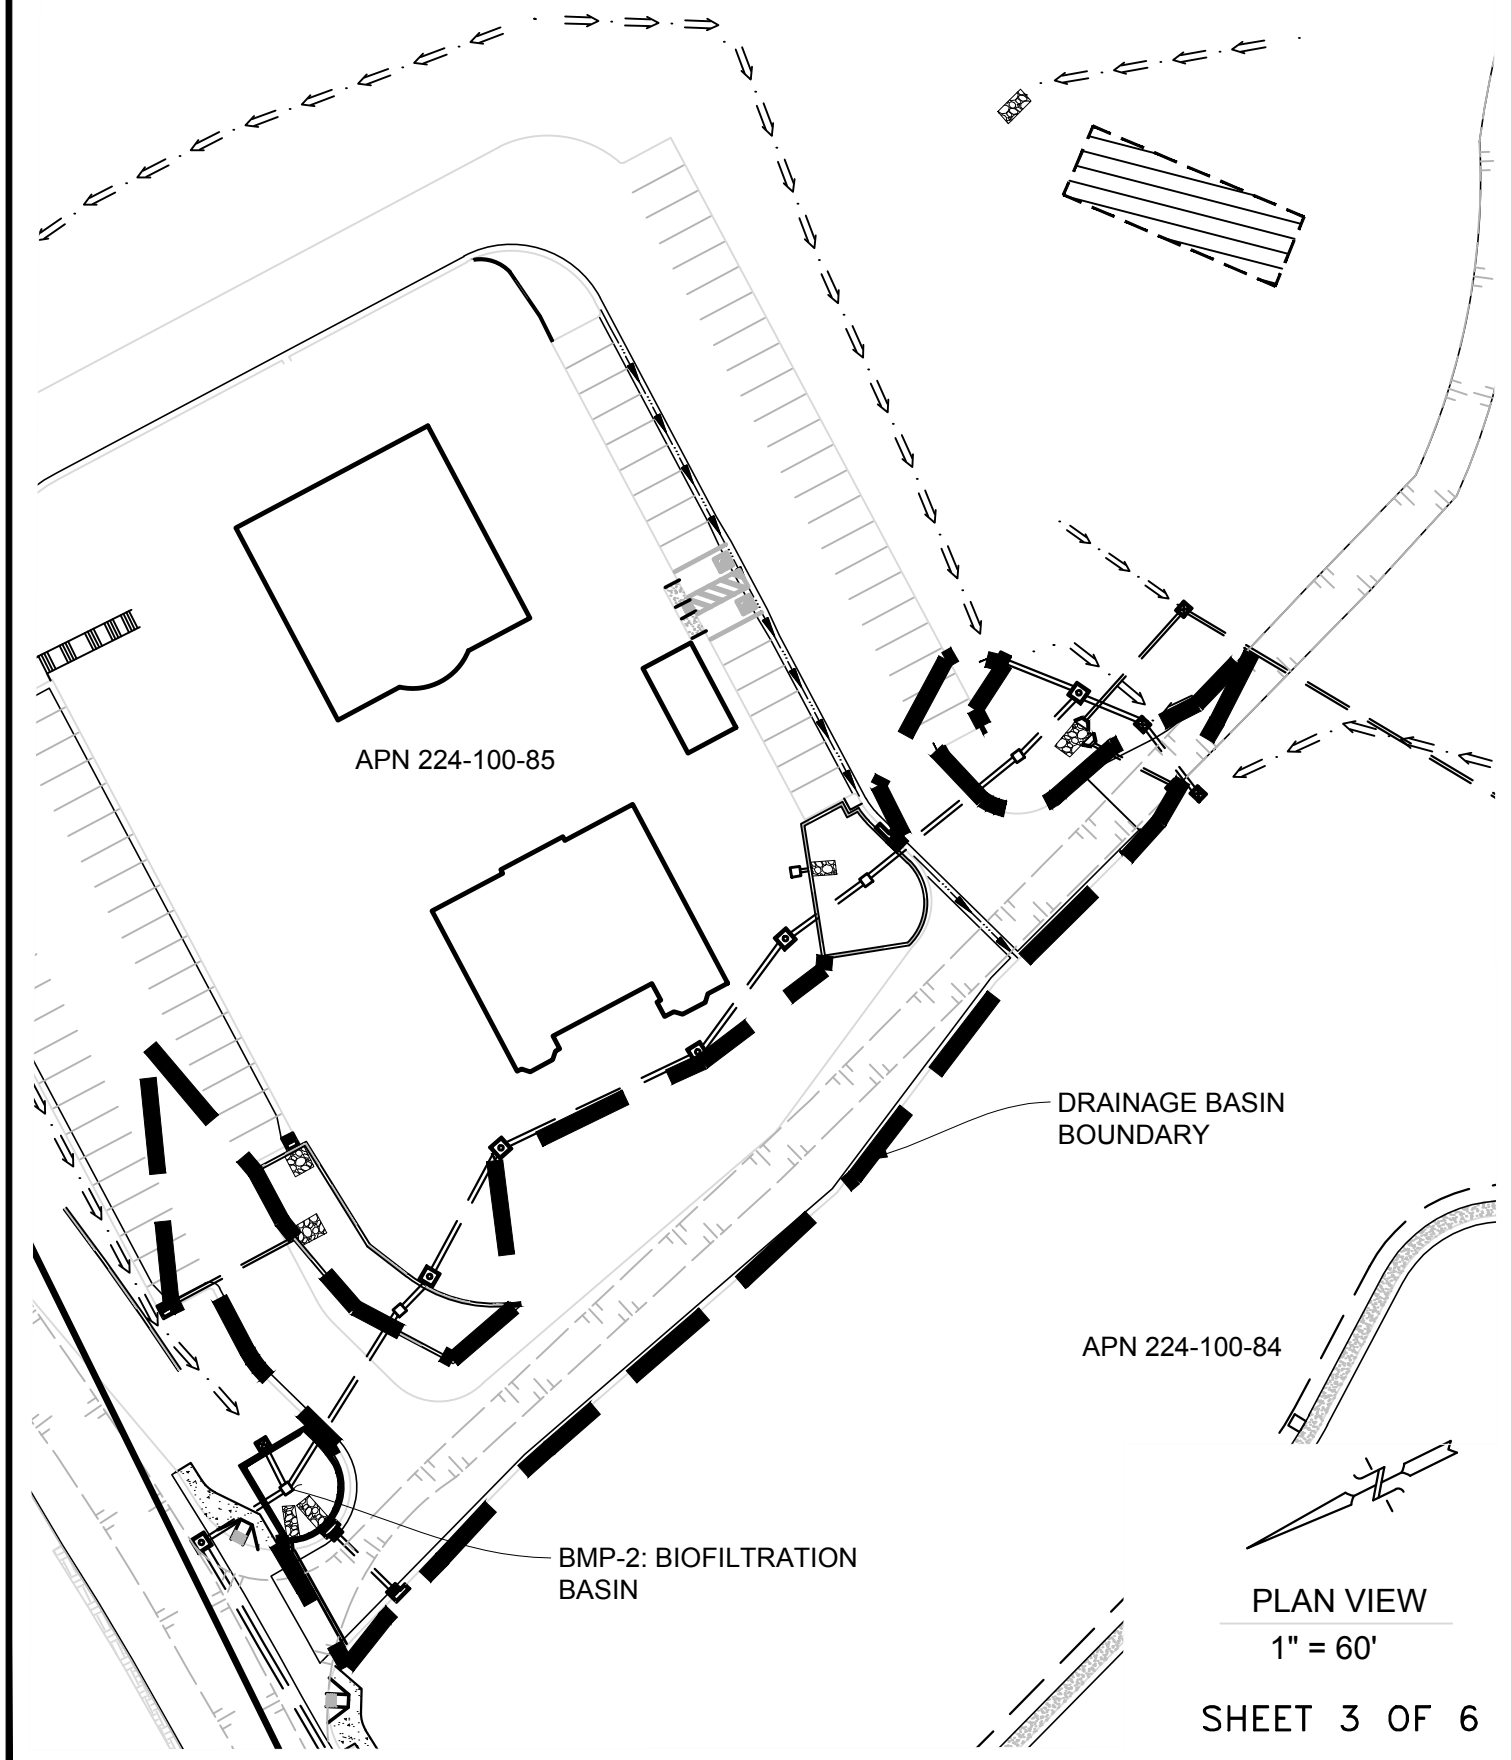 APN 224-100-85
DRAINAGE BASIN
BOUNDARY
APN 224-100-84
BMP-2: BIOFILTRATION
BASIN
PLAN VIEW
1" = 60'
SHEET 3 OF 6